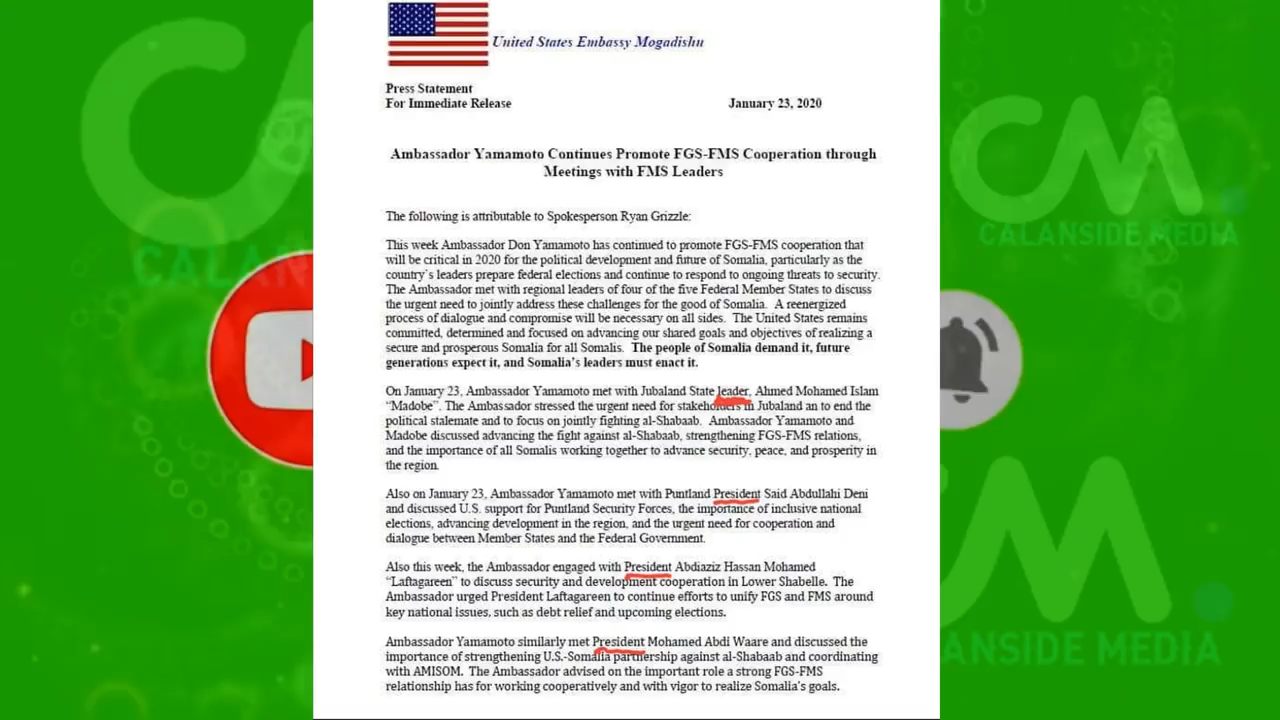 United States Embassy Mogadishu
Press Statement
For Immediate Release
January 23, 2020
Ambassador Yamamoto Continues Promote FGS-FMS Cooperation through
Meetings with FMS Leaders
The following is attributable to Spokesperson Ryan Grizzle:
This week Ambassador Don Yamamoto has continued to promote FGS-FMS cooperation that
will be critical in 2020 for the political development and future of Somalia, particularly as the
country's leaders prepare federal elections and continue to respond to ongoing threats to security.
The Ambassador met with regional leaders of four of the five Federal Member States to discuss
the urgent need to jointly address these challenges for the good of Somalia. A reenergized
process of dialogue and compromise will be necessary on all sides. The United States remains
committed, determined and focused on advancing our shared goals and objectives of realizing a
secure and prosperous Somalia for all Somalis. The people of Somalia demand it, future
generations expect it, and Somalia's leaders must enact it.
On January 23, Ambassador Yamamoto met with Jubaland State leader, Ahmed Mohamed Islam
"Madobe". The Ambassador stressed the urgent need for stakeholders in Jubaland an to end the
political stalemate and to focus on jointly fighting al-Shabaab. Ambassador Yamamoto and
Madobe discussed advancing the fight against al-Shabaab, strengthening FGS-FMS relations,
and the importance of all Somalis working together to advance security, peace, and prosperity in
the region.
Also on January 23, Ambassador Yamamoto met with Puntland President Said Abdullahi Deni
and discussed U.S. support for Puntland Security Forces, the importance of inclusive national
elections, advancing development in the region, and the urgent need for cooperation and
dialogue between Member States and the Federal Government.
Also this week, the Ambassador engaged with President Abdiaziz Hassan Mohamed
"Laftagareen" to discuss security and development cooperation in Lower Shabelle. The
Ambassador urged President Laftagareen to continue efforts to unify FGS and FMS around
key national issues, such as debt relief and upcoming elections.
Ambassador Yamamoto similarly met President Mohamed Abdi Waare and discussed the
importance of strengthening U.S.-Somalia partnership against al-Shabaab and coordinating
with AMISOM. The Ambassador advised on the important role a strong FGS-FMS
relationship has for working cooperatively and with vigor to realize Somalia's goals.
CM
CALAN
CM
CALANSIDE MEDIA
CM
ANSIDE MEDIA